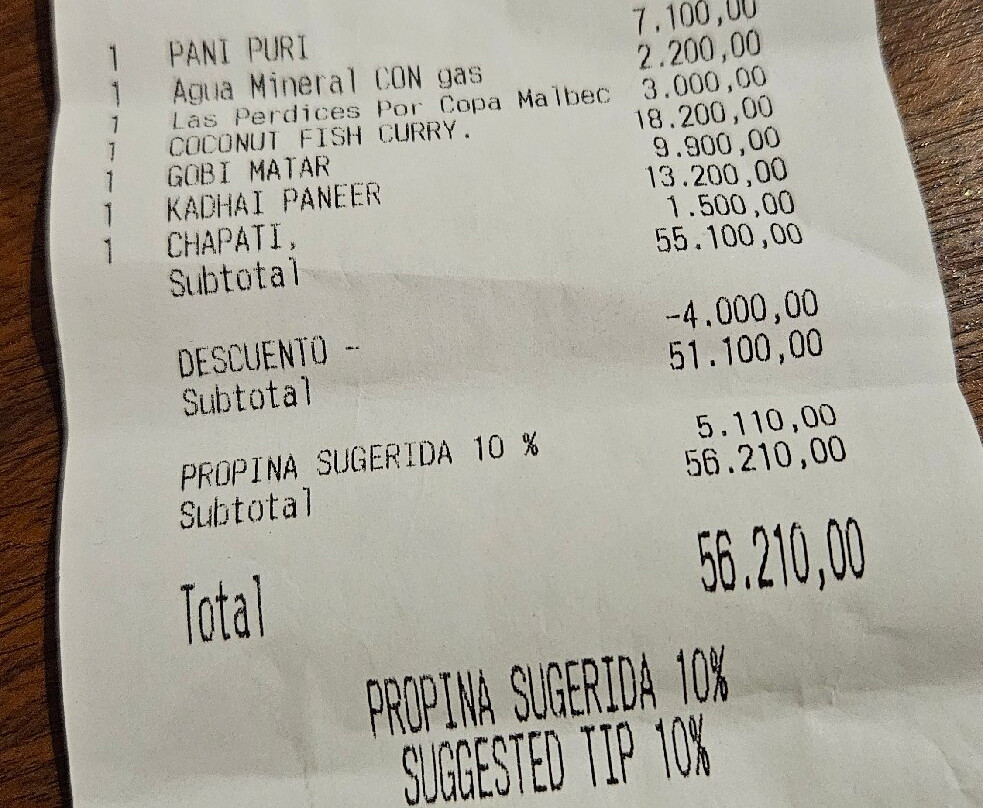 1 PANI PURI 7.100,00
1 Agua Mineral CON gas 2.200,00
1 Las Perdices Por Copa Malbec 3.000,00
1 COCONUT FISH CURRY. 18.200,00
1 GOBI MATAR 9.900,00
1 KADHAI PANEER 13.200,00
1 CHAPATI, 1.500,00
Subtotal 55.100,00
DESCUENTO - -4.000,00
Subtotal 51.100,00
PROPINA SUGERIDA 10 % 5.110,00
Subtotal 56.210,00
Total 56.210,00
PROPINA SUGERIDA 10%
SUGGESTED TIP 10%